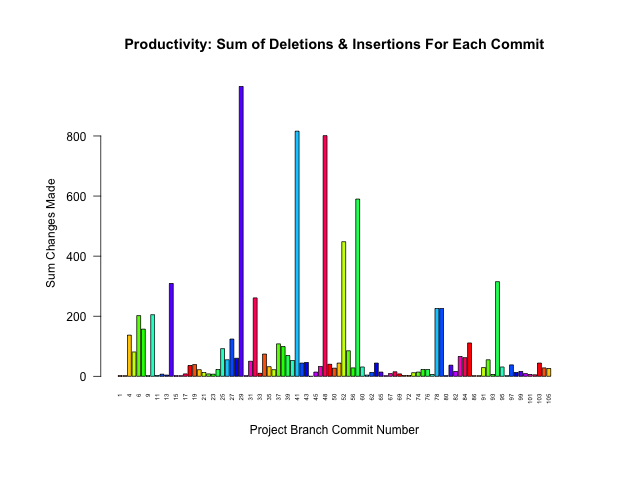 Productivity: Sum of Deletions & Insertions For Each Commit
Sum Changes Made
800
600
400
200
0
1 4 6 9 11 13 15 17 19 21 23 25 27 29 31 33 35 37 39 41 43 45 48 50 52 56 60 62 65 67 69 72 74 76 78 80 82 84 86 91 93 95 97 99 101 103 105
Project Branch Commit Number